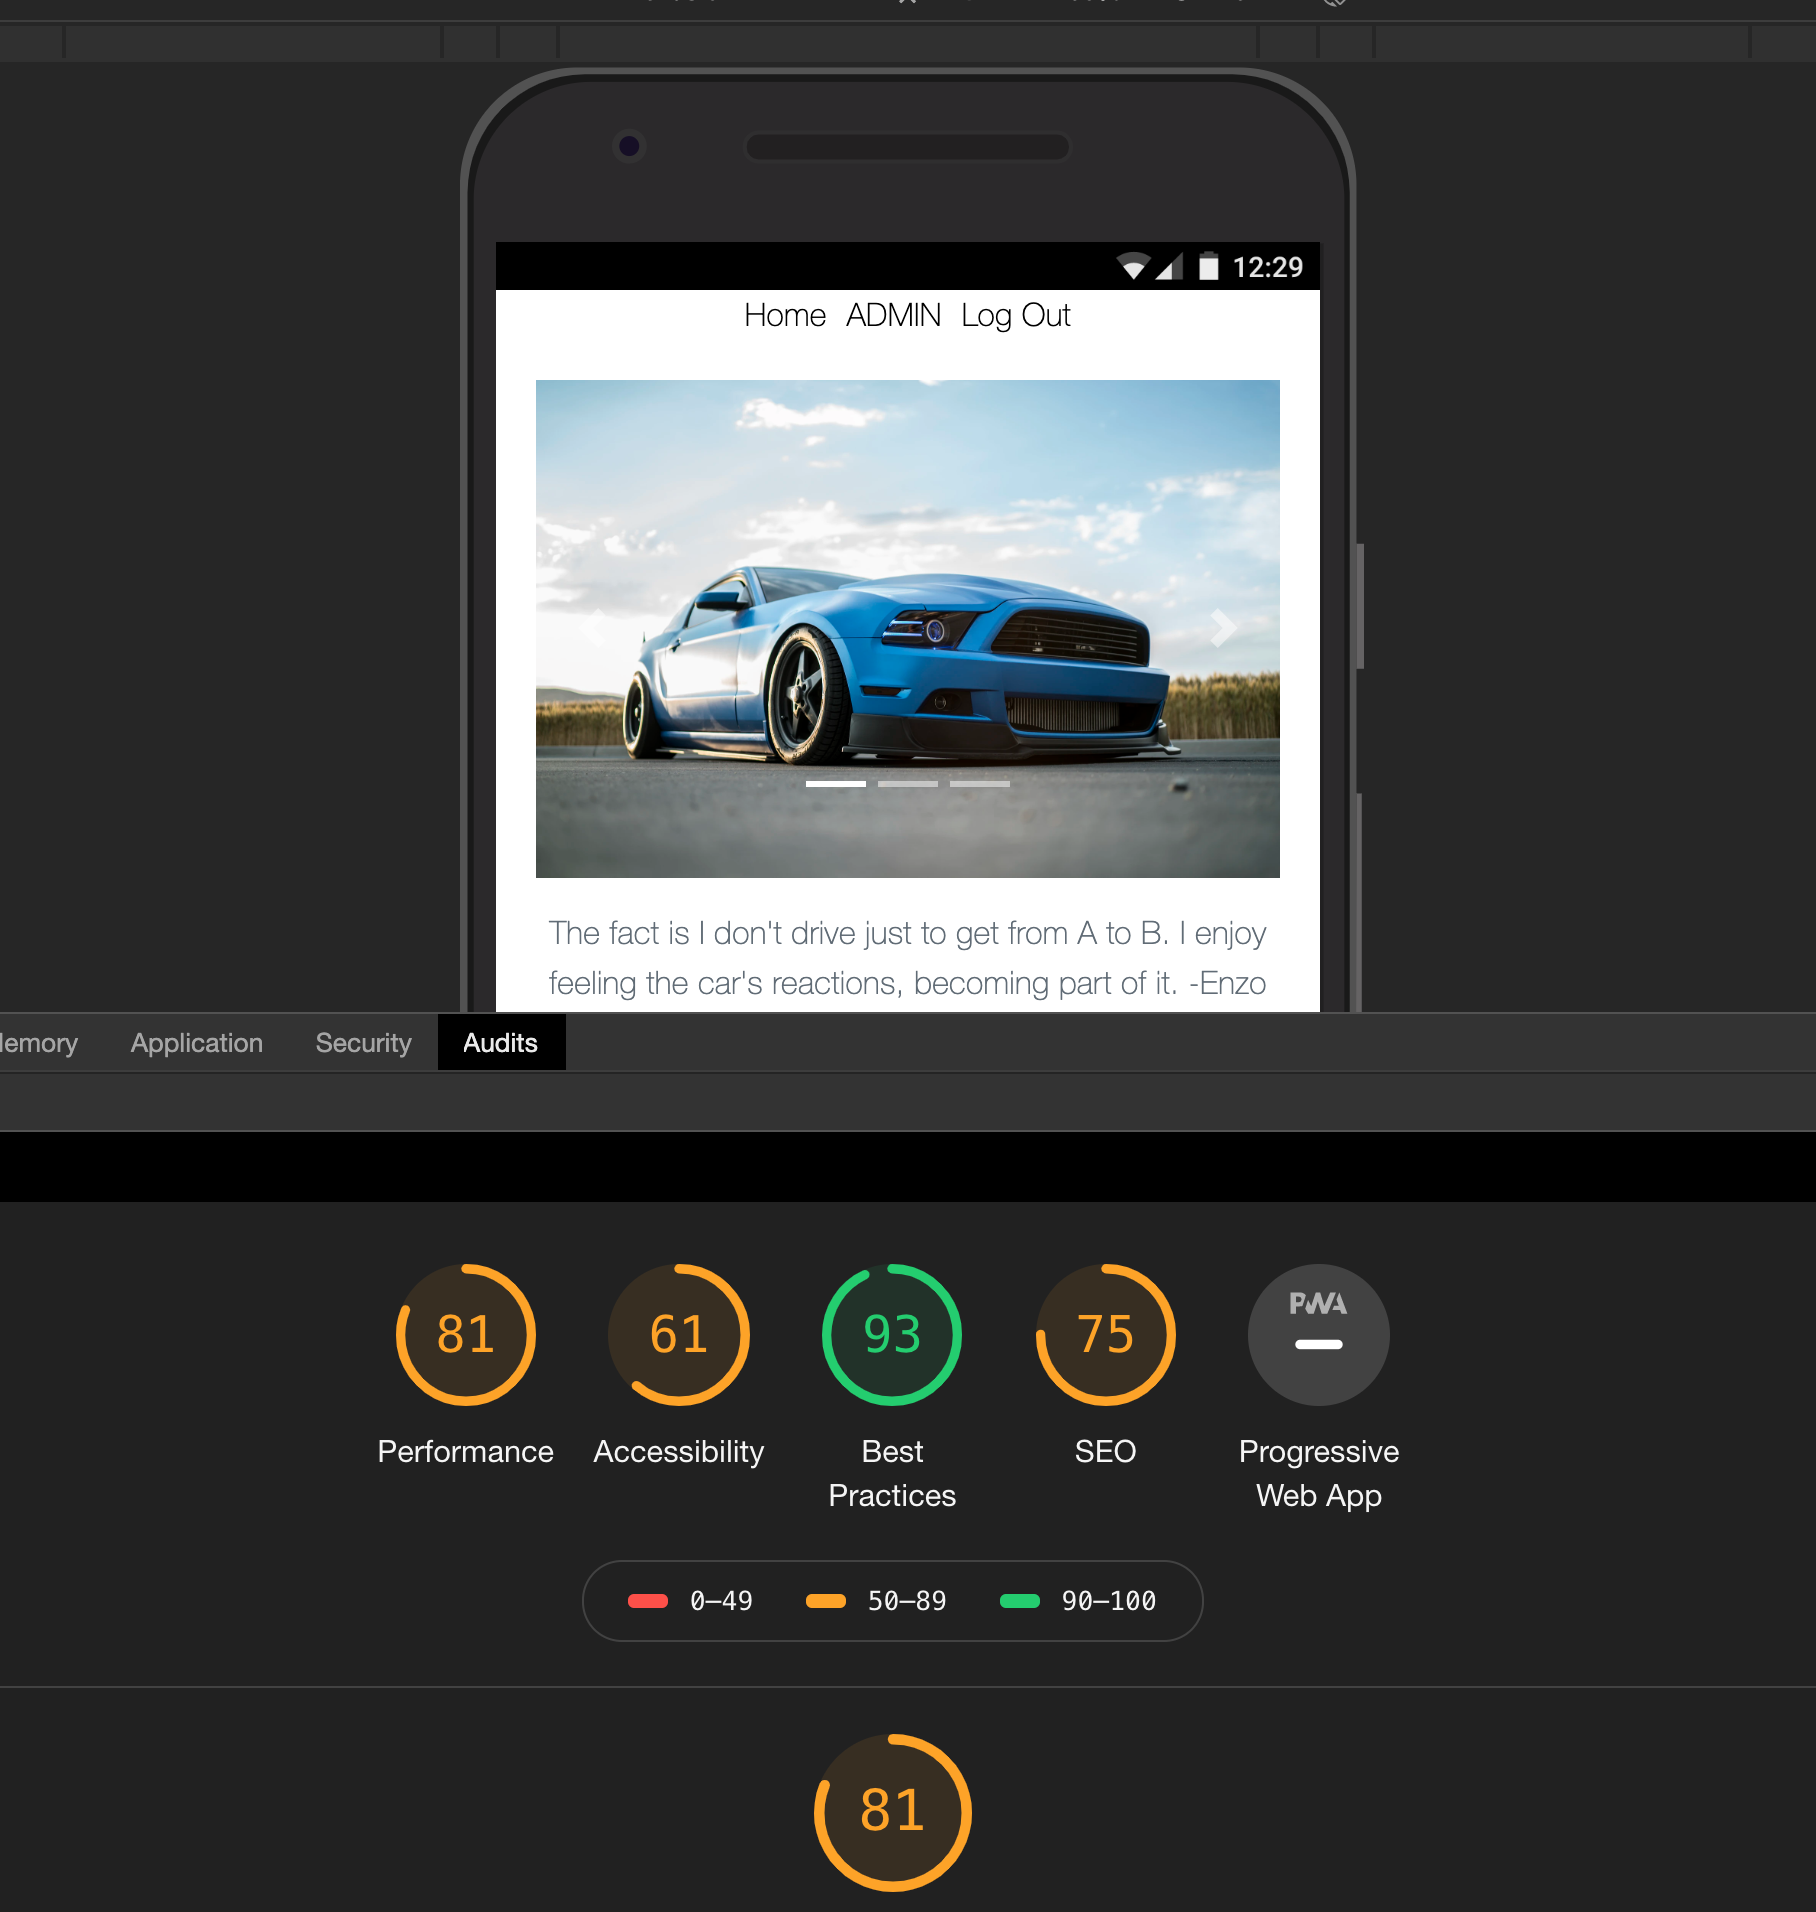 12:29
Home ADMIN Log Out
The fact is I don't drive just to get from A to B. I enjoy
feeling the car's reactions, becoming part of it. -Enzo
Application Security Audits
81 61 93 75 PWA
Performance Accessibility Best Practices SEO Progressive Web App
0–49 50–89 90–100
81